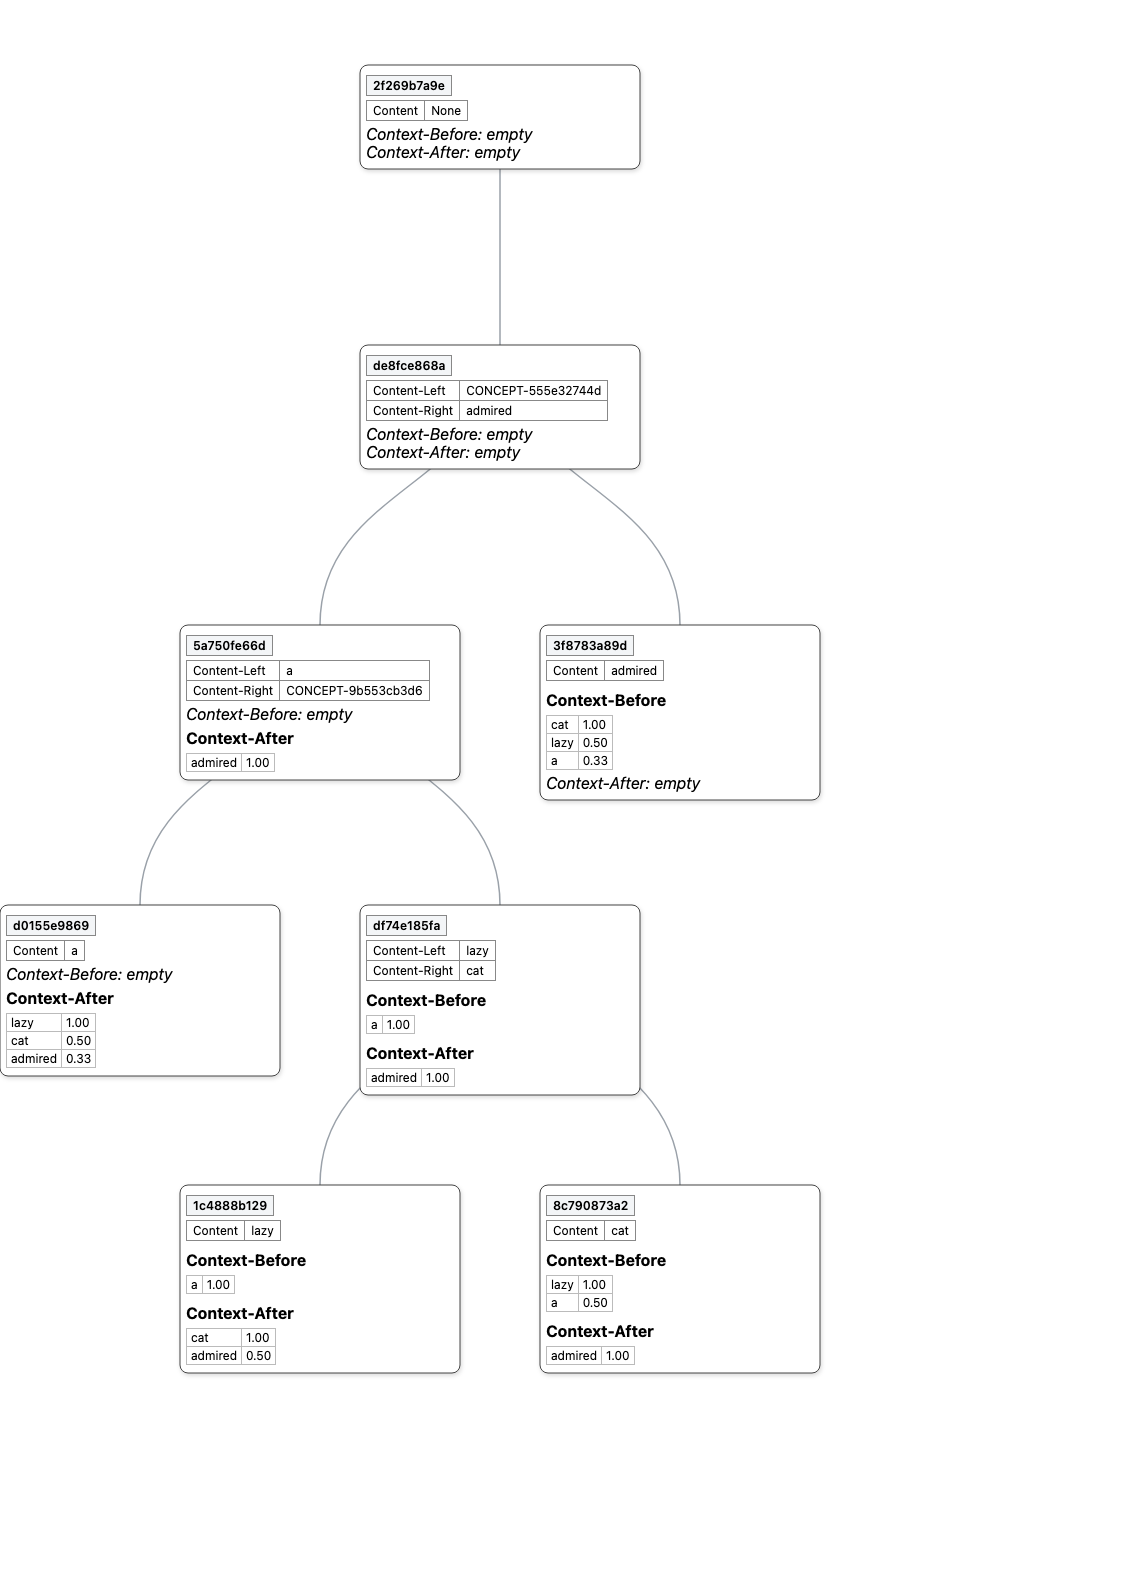 2f269b7a9e
Content None
Context-Before: empty
Context-After: empty
de8fce868a
Content-Left CONCEPT-555e32744d
Content-Right admired
Context-Before: empty
Context-After: empty
5a750fe66d
Content-Left a
Content-Right CONCEPT-9b553cb3d6
Context-Before: empty
Context-After
admired 1.00
3f8783a89d
Content admired
Context-Before
cat 1.00
lazy 0.50
a 0.33
Context-After: empty
d0155e9869
Content a
Context-Before: empty
Context-After
lazy 1.00
cat 0.50
admired 0.33
df74e185fa
Content-Left lazy
Content-Right cat
Context-Before
a 1.00
Context-After
admired 1.00
1c4888b129
Content lazy
Context-Before
a 1.00
Context-After
cat 1.00
admired 0.50
8c790873a2
Content cat
Context-Before
lazy 1.00
a 0.50
Context-After
admired 1.00